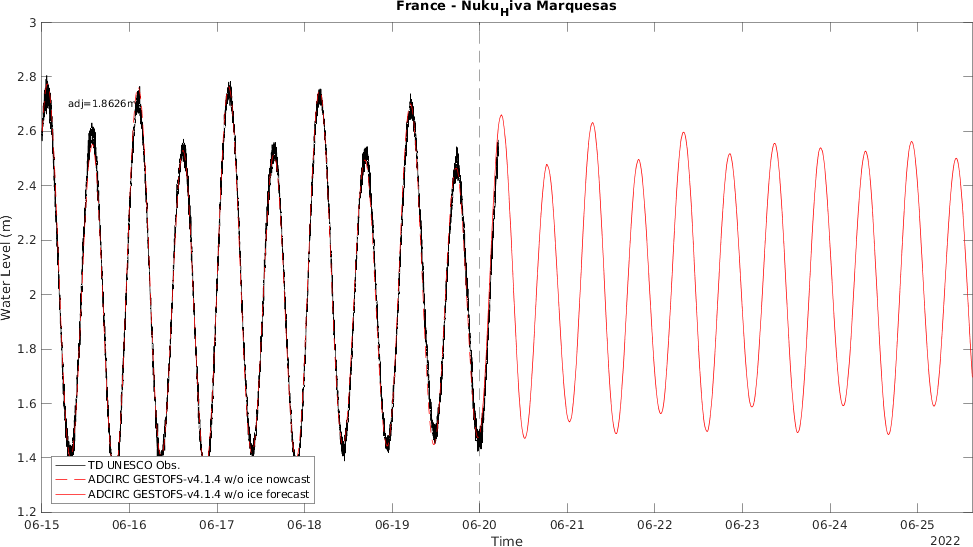 France - Nuku_Hiva Marquesas
3
2.8
adj=1.8626m
2.6
2.4
2.2
Water Level (m)
2
1.8
1.6
1.4
TD UNESCO Obs.
ADCIRC GESTOFS-v4.1.4 w/o ice nowcast
ADCIRC GESTOFS-v4.1.4 w/o ice forecast
1.2
06-15 06-16 06-17 06-18 06-19 06-20 06-21 06-22 06-23 06-24 06-25
Time
2022